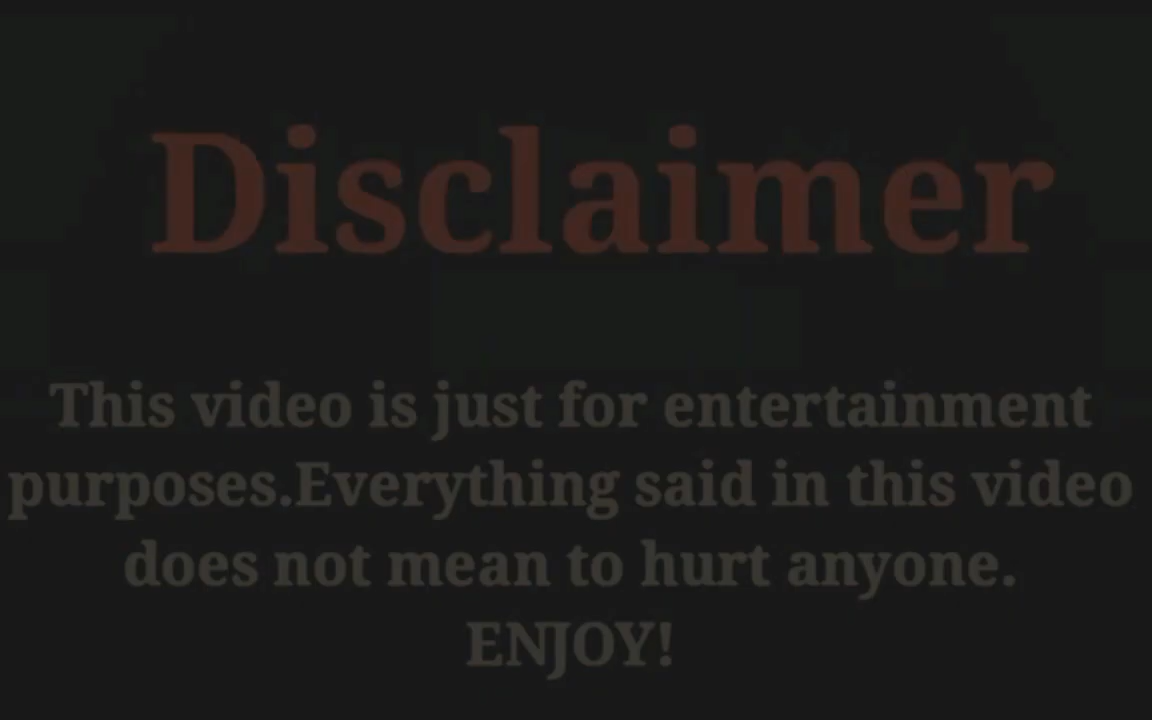 Disclaimer
This video is just for entertainment
purposes.Everything said in this video
does not mean to hurt anyone.
ENJOY!